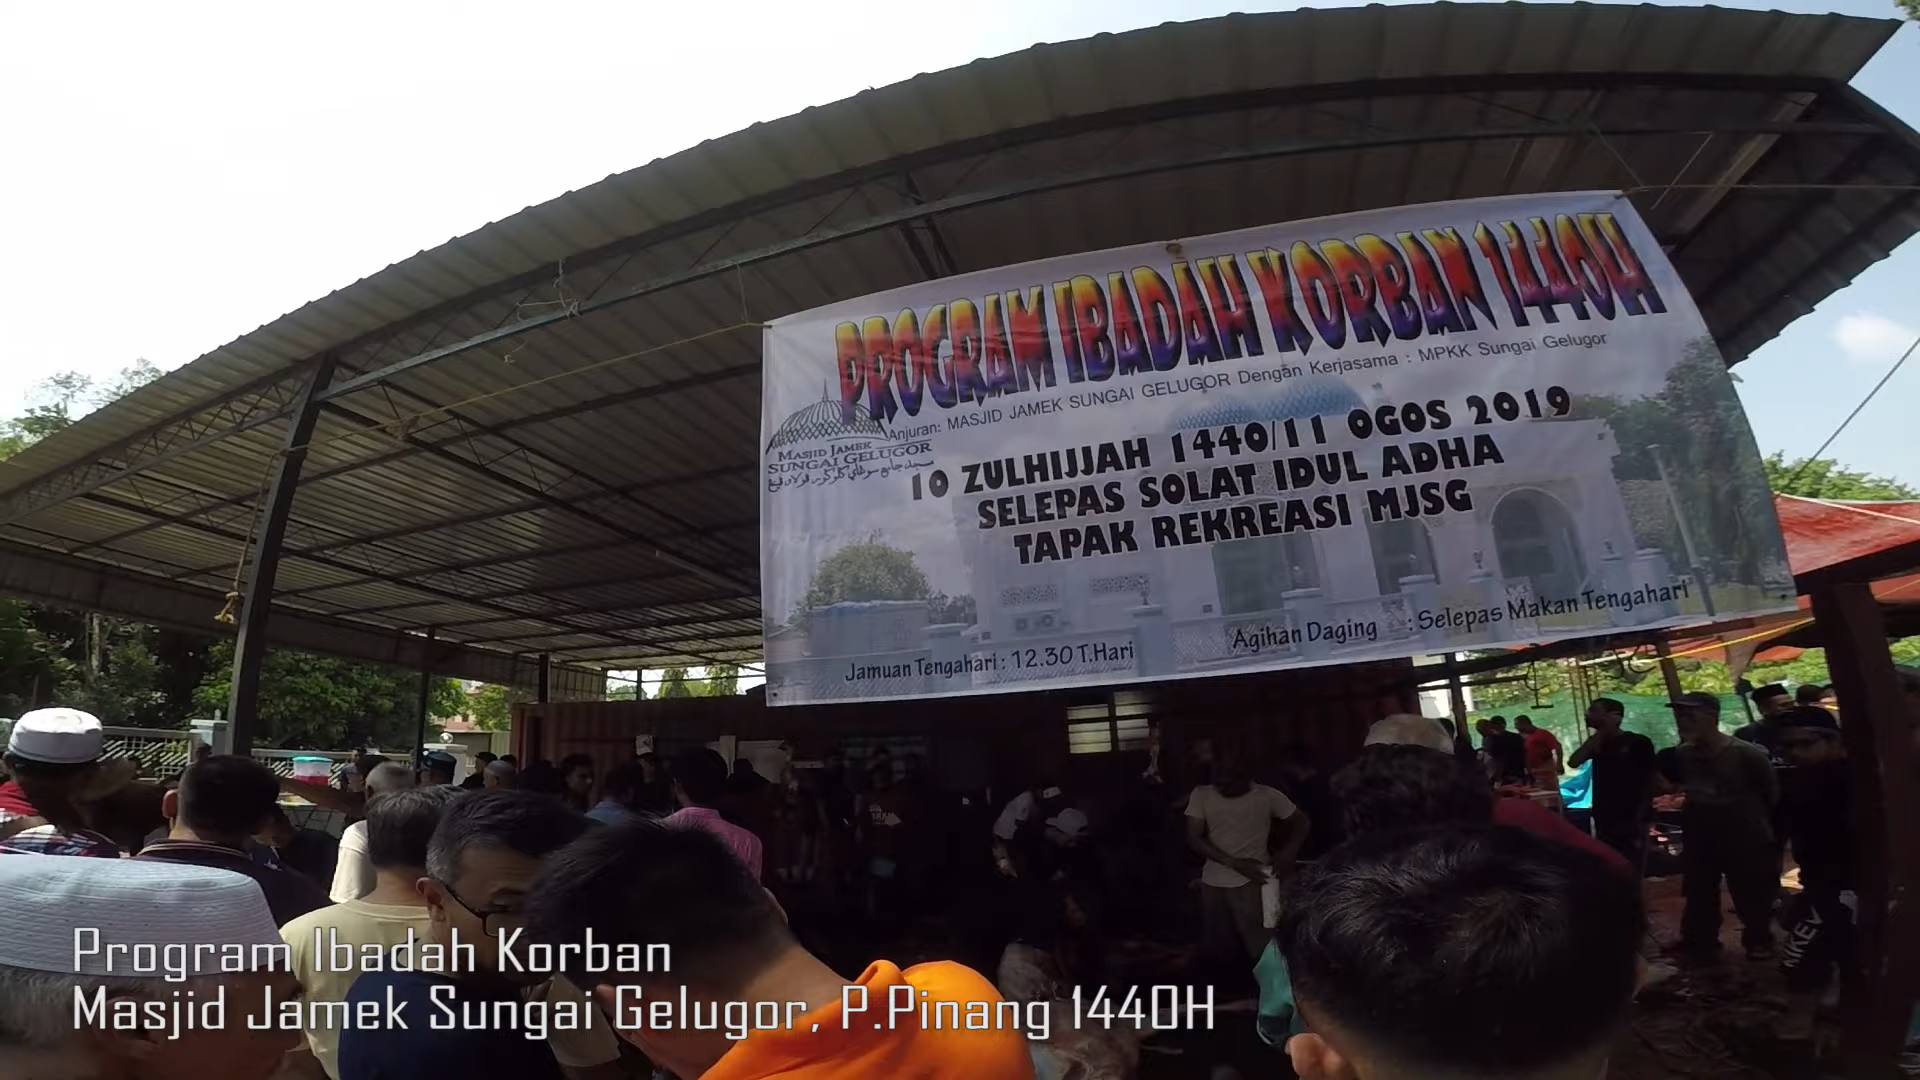 PROGRAM IBADAH KORBAN 1440H
Anjuran: MASJID JAMEK SUNGAI GELUGOR Dengan Kerjasama : MPKK Sungai Gelugor
MASJID JAMEK
SUNGAI GELUGOR
10 ZULHIJJAH 1440/11 OGOS 2019
SELEPAS SOLAT IDUL ADHA
TAPAK REKREASI MJSG
Jamuan Tengahari : 12.30 T.Hari
Agihan Daging : Selepas Makan Tengahari
Program Ibadah Korban
Masjid Jamek Sungai Gelugor, P.Pinang 1440H